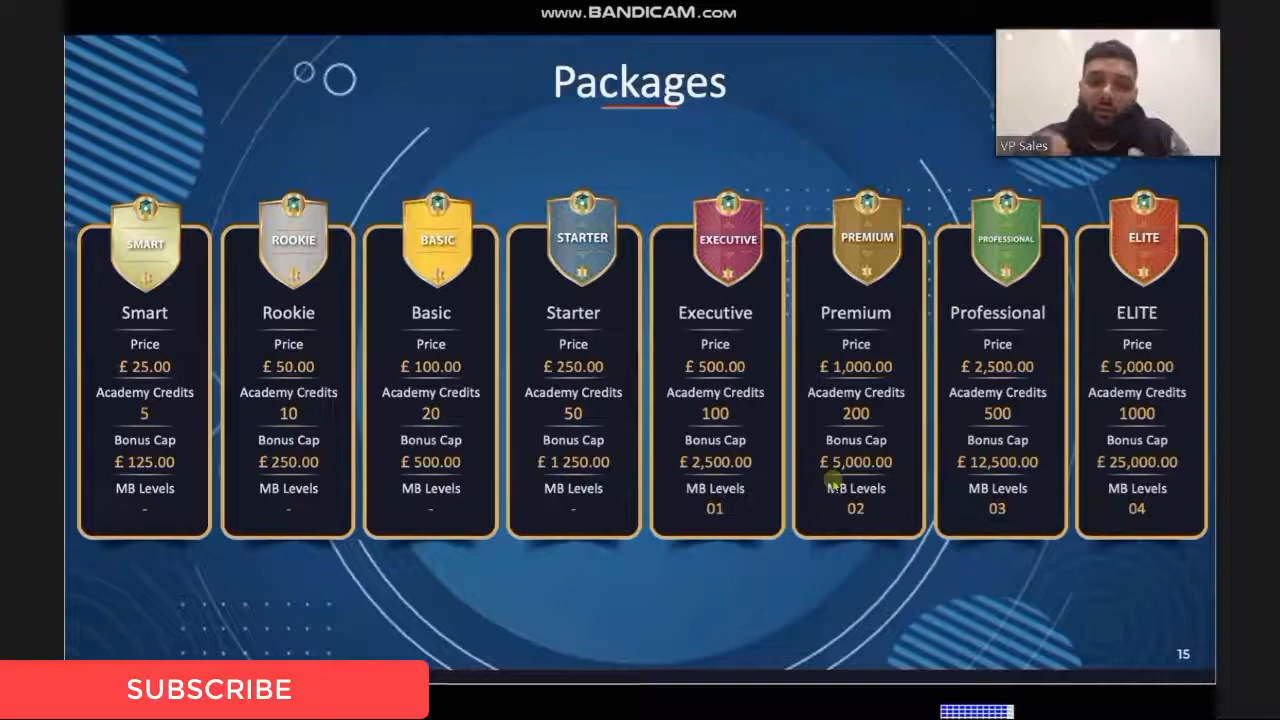 www.BANDICAM.com
Packages
VP Sales
SMART
ROOKIE
BASIC
STARTER
EXECUTIVE
PREMIUM
PROFESSIONAL
ELITE
Smart
Price
£ 25.00
Academy Credits
5
Bonus Cap
£ 125.00
MB Levels
-
Rookie
Price
£ 50.00
Academy Credits
10
Bonus Cap
£ 250.00
MB Levels
-
Basic
Price
£ 100.00
Academy Credits
20
Bonus Cap
£ 500.00
MB Levels
-
Starter
Price
£ 250.00
Academy Credits
50
Bonus Cap
£ 1 250.00
MB Levels
-
Executive
Price
£ 500.00
Academy Credits
100
Bonus Cap
£ 2,500.00
MB Levels
01
Premium
Price
£ 1,000.00
Academy Credits
200
Bonus Cap
£ 5,000.00
MB Levels
02
Professional
Price
£ 2,500.00
Academy Credits
500
Bonus Cap
£ 12,500.00
MB Levels
03
ELITE
Price
£ 5,000.00
Academy Credits
1000
Bonus Cap
£ 25,000.00
MB Levels
04
15
SUBSCRIBE